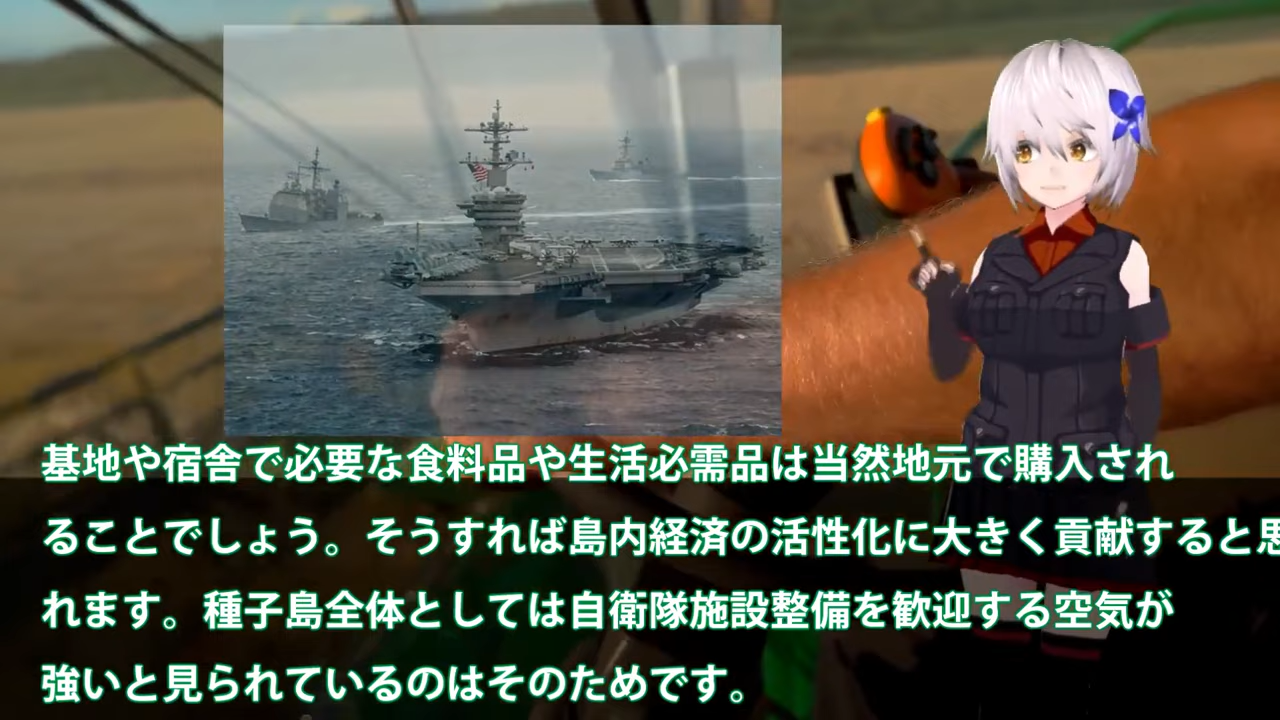 基地や宿舎で必要な食料品や生活必需品は当然地元で購入され
ることでしょう。そうすれば島内経済の活性化に大きく貢献すると思
れます。種子島全体としては自衛隊施設整備を歓迎する空気が
強いと見られているのはそのためです。